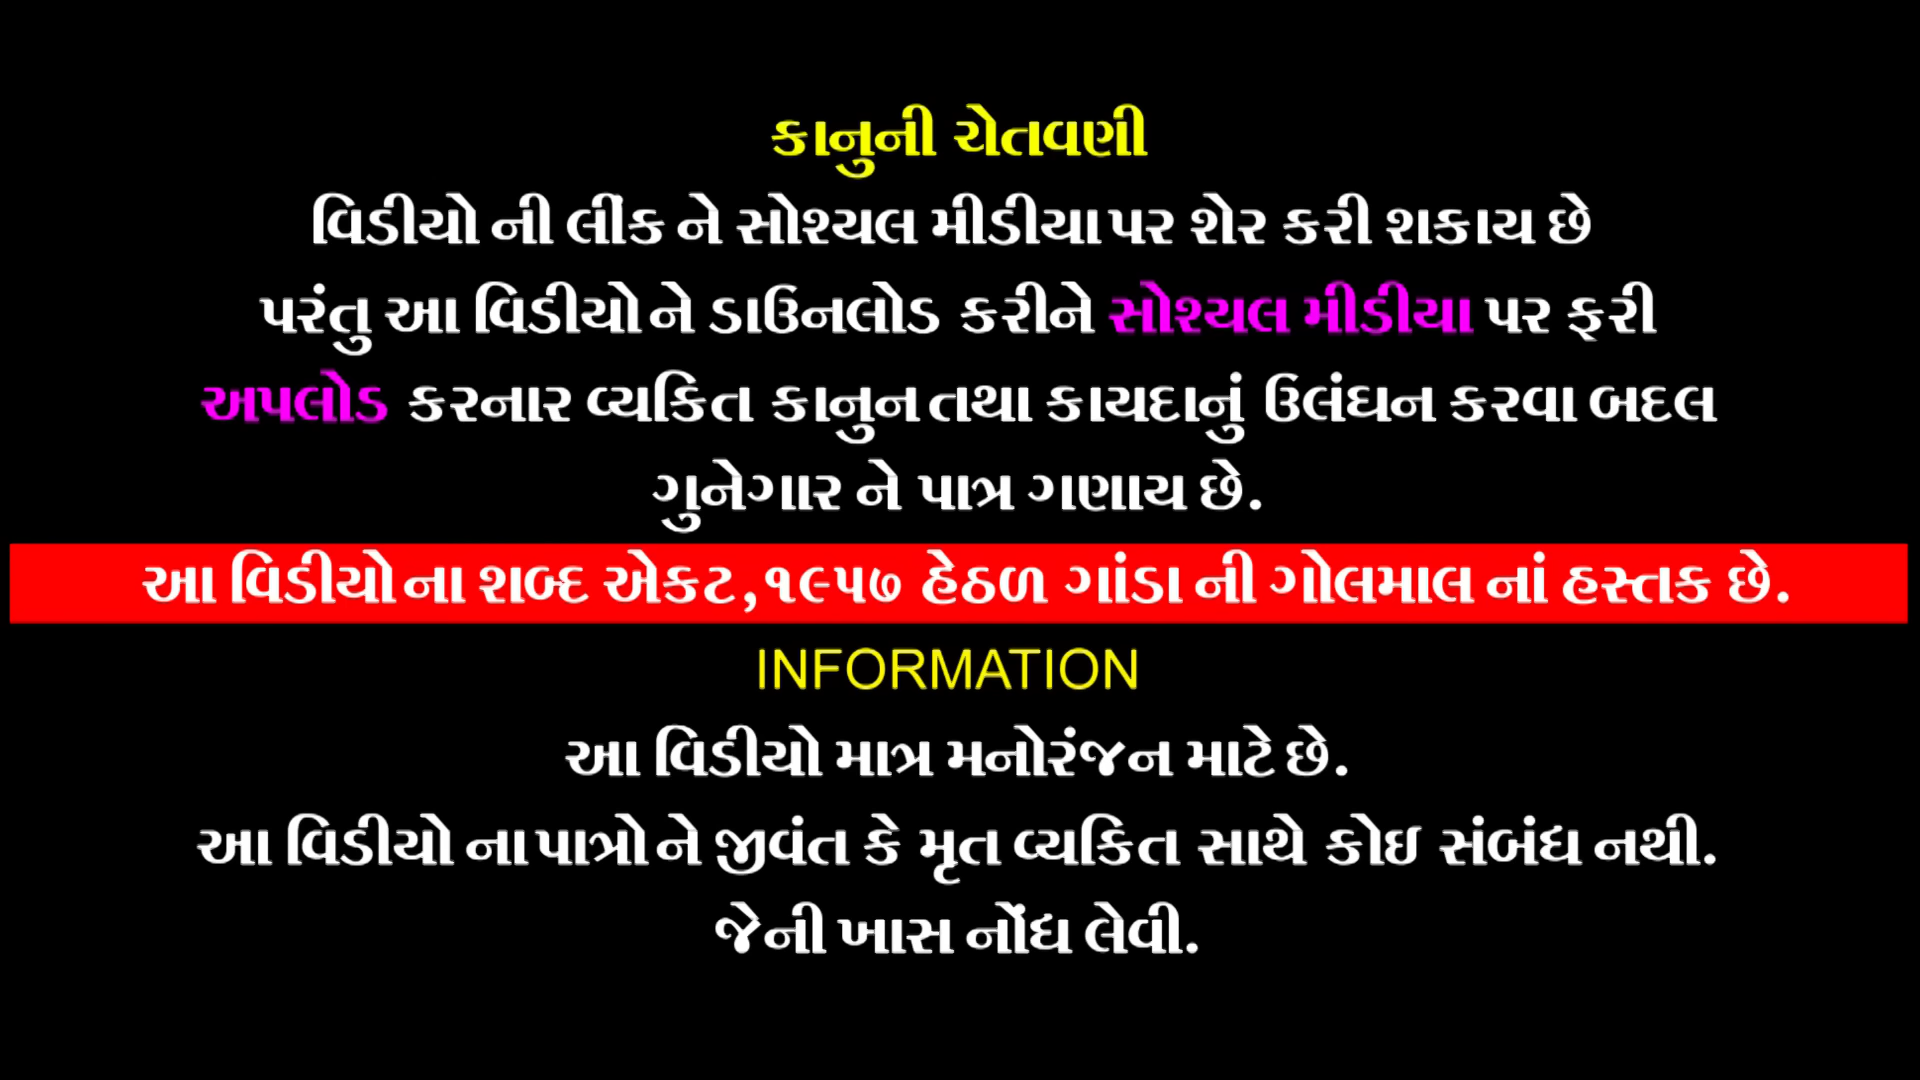 કાનુની ચેતવણી
વિડીયો ની લીંક ને સોશ્યલ મીડીયા પર શેર કરી શકાય છે
પરંતુ આ વિડીયો ને ડાઉનલોડ કરીને સોશ્યલ મીડીયા પર ફરી
અપલોડ કરનાર વ્યકિત કાનુન તથા કાયદાનું ઉલંઘન કરવા બદલ
ગુનેગાર ને પાત્ર ગણાય છે.
આ વિડીયો ના શબ્દ એકટ,૧૯૫૭ હેઠળ ગાંડા ની ગોલમાલ નાં હસ્તક છે.
INFORMATION
આ વિડીયો માત્ર મનોરંજન માટે છે.
આ વિડીયો ના પાત્રો ને જીવંત કે મૃત વ્યકિત સાથે કોઇ સંબંધ નથી.
જેની ખાસ નોંધ લેવી.